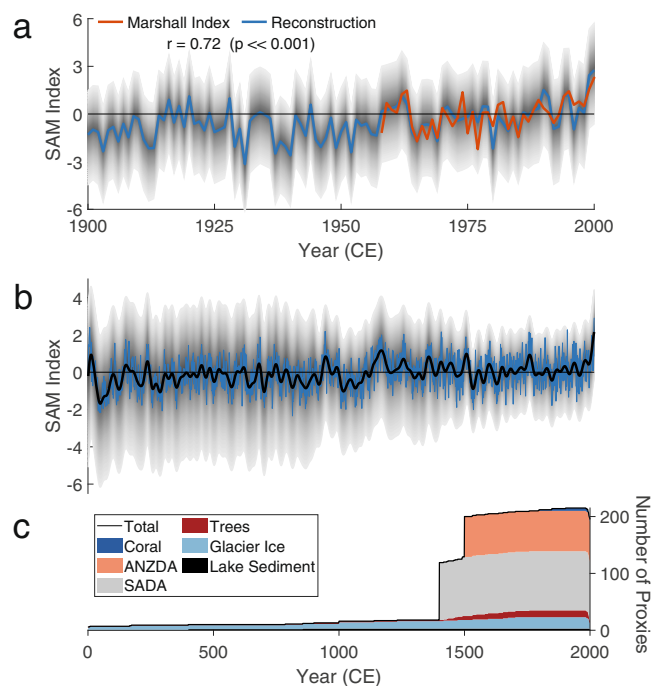 a
Marshall Index
Reconstruction
r = 0.72 (p << 0.001)
6
3
0
-3
-6
SAM Index
1900
1925
1950
1975
2000
Year (CE)
b
4
2
0
-2
-4
-6
SAM Index
c
Total
Trees
Coral
Glacier Ice
ANZDA
Lake Sediment
SADA
200
100
0
Number of Proxies
0
500
1000
1500
2000
Year (CE)